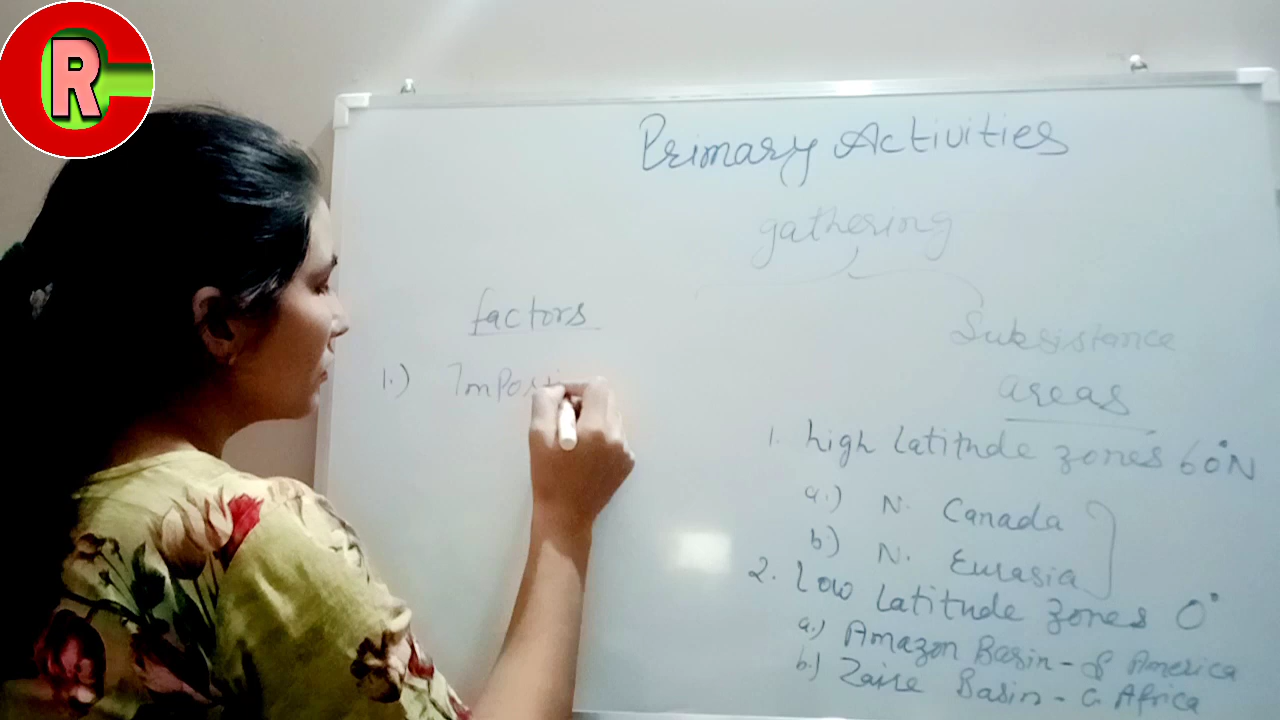 CR
Primary Activities
gathering
factors
1.)
Subsistance
areas
1. high latitude zones 60°N
a.) N. Canada
b) N. Eurasia
2. Low latitude zones 0°
a.) Amazon Basin - S America
b.) Zaire Basin - C Africa